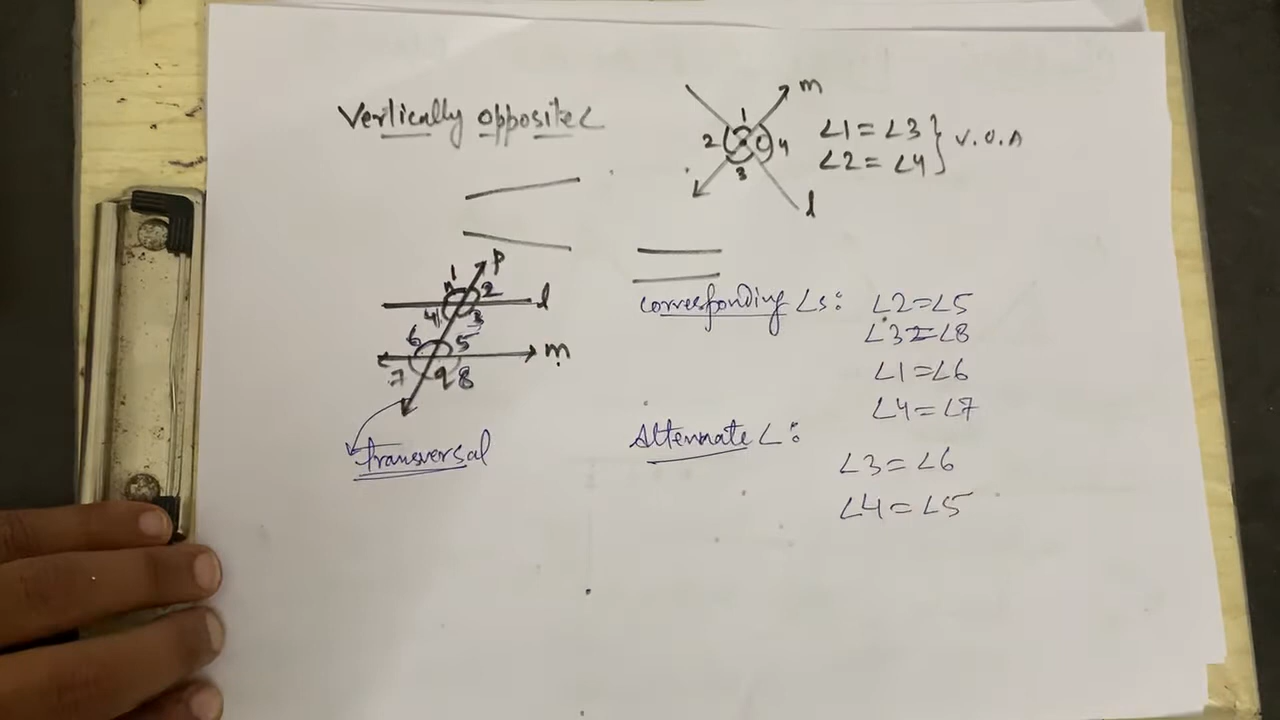 Vertically opposite ∠
m
1
2
4
3
l
∠1 = ∠3
∠2 = ∠4
V.O.A
p
1
2
l
4
3
6
5
m
7
9 8
transversal
corresponding ∠s: ∠2=∠5
∠3=∠8
∠1=∠6
∠4=∠7
Alternate ∠:
∠3=∠6
∠4=∠5